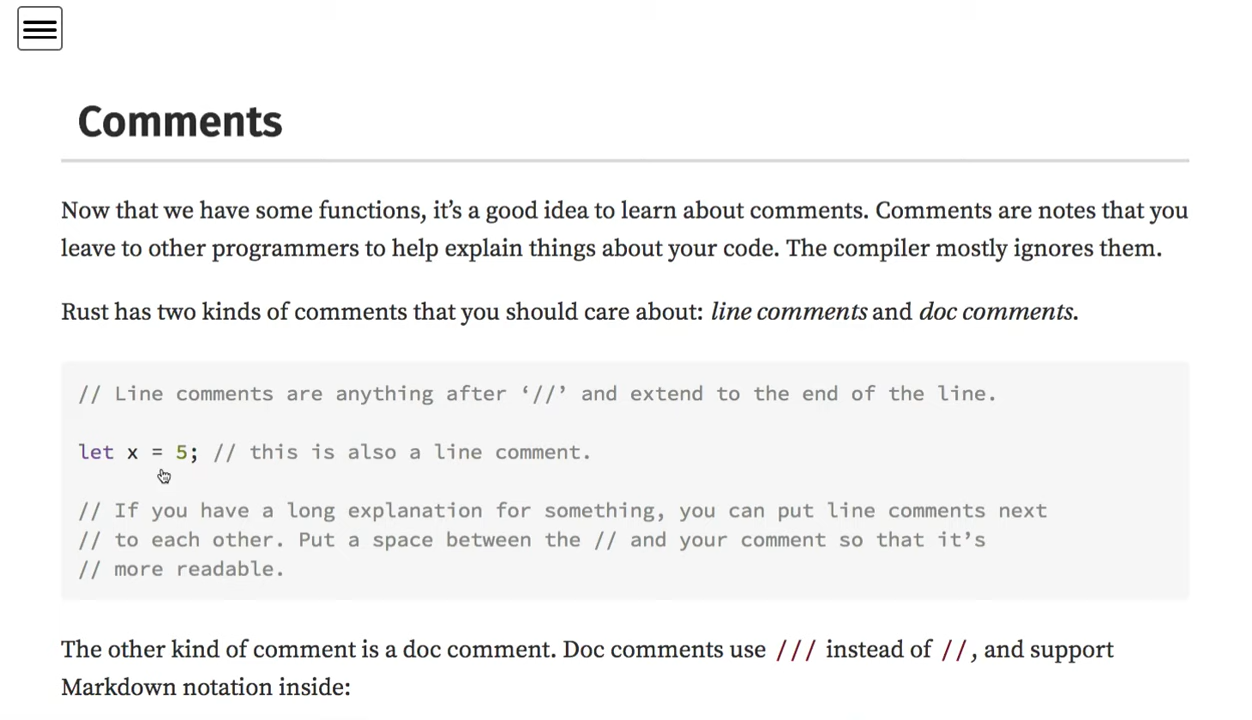 Comments
Now that we have some functions, it’s a good idea to learn about comments. Comments are notes that you
leave to other programmers to help explain things about your code. The compiler mostly ignores them.
Rust has two kinds of comments that you should care about: line comments and doc comments.
// Line comments are anything after ‘//’ and extend to the end of the line.
let x = 5; // this is also a line comment.
// If you have a long explanation for something, you can put line comments next
// to each other. Put a space between the // and your comment so that it’s
// more readable.
The other kind of comment is a doc comment. Doc comments use /// instead of //, and support
Markdown notation inside: